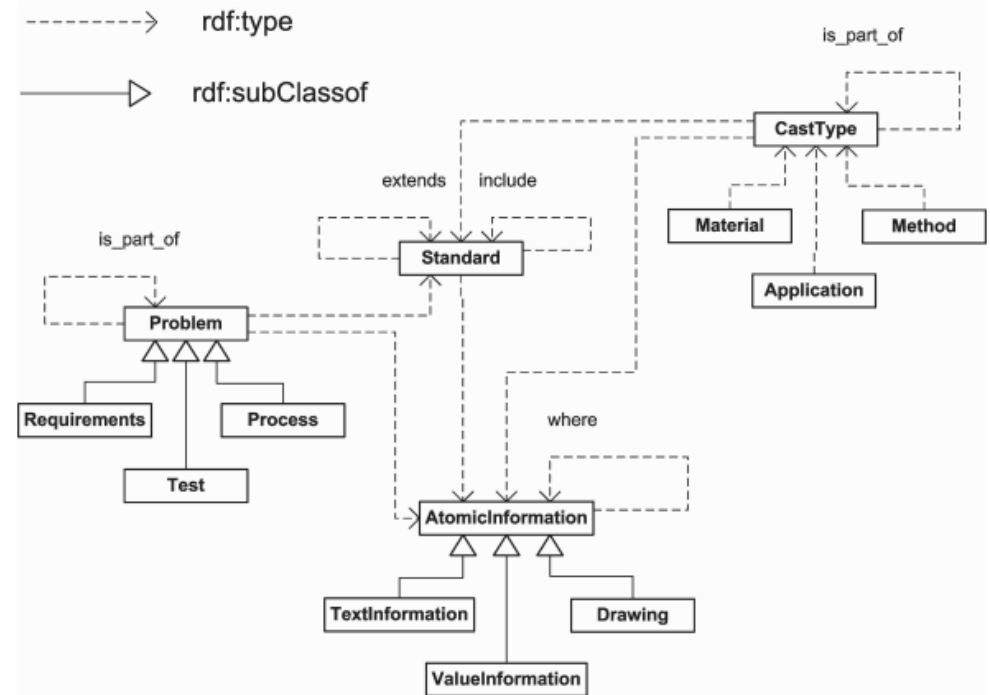 rdf:type
rdf:subClassof
is_part_of
CastType
extends include
Material
Method
is_part_of
Standard
Application
Problem
Requirements
Process
where
Test
AtomicInformation
TextInformation
Drawing
ValueInformation